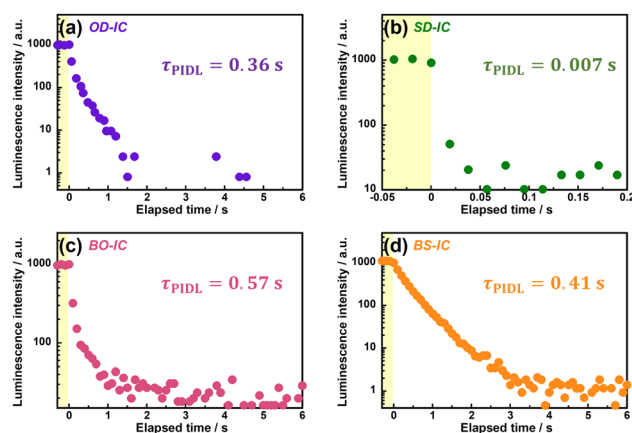 (a) OD-IC
τPIDL = 0.36 s
Luminescence intensity / a.u.
1000
100
10
1
0 1 2 3 4 5 6
Elapsed time / s
(b) SD-IC
τPIDL = 0.007 s
Luminescence intensity / a.u.
1000
100
10
-0.05 0 0.05 0.1 0.15 0.2
Elapsed time / s
(c) BO-IC
τPIDL = 0.57 s
Luminescence intensity / a.u.
1000
100
0 1 2 3 4 5 6
Elapsed time / s
(d) BS-IC
τPIDL = 0.41 s
Luminescence intensity / a.u.
1000
100
10
1
0 1 2 3 4 5 6
Elapsed time / s